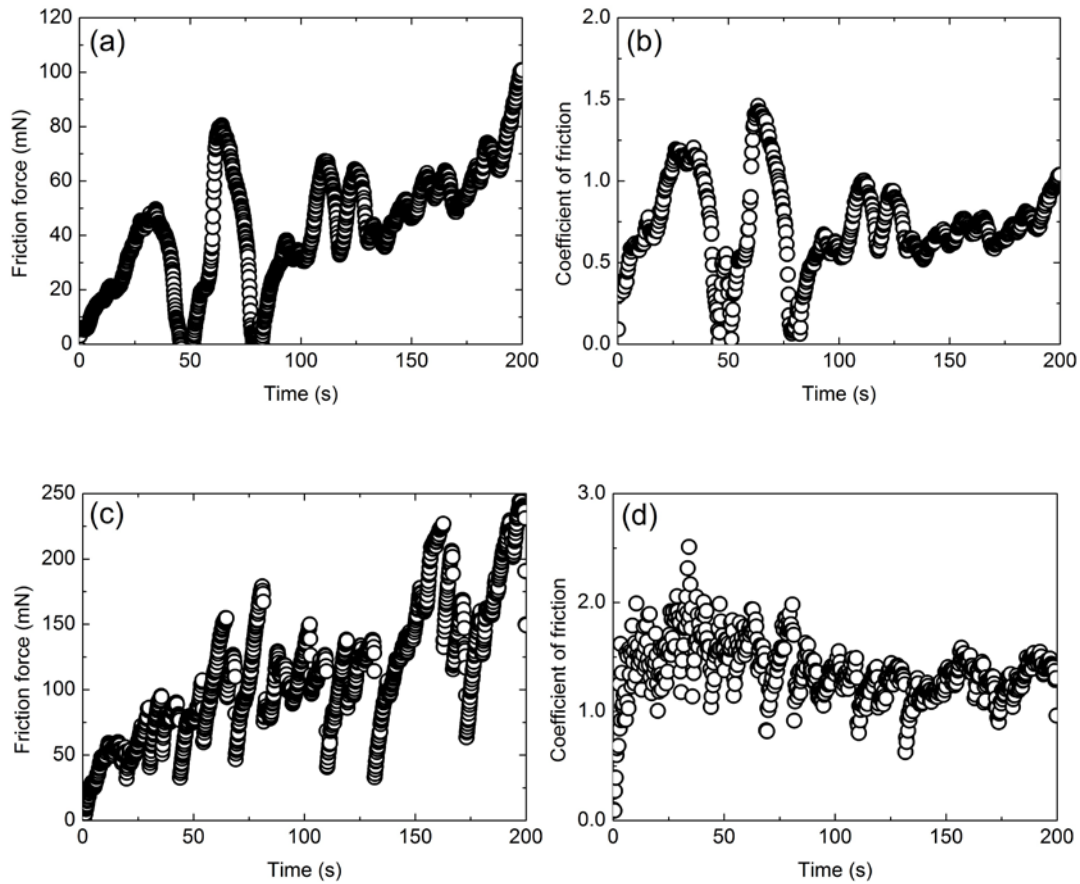 (a)
Friction force (mN)
120
100
80
60
40
20
0
0 50 100 150 200
Time (s)
(b)
Coefficient of friction
2.0
1.5
1.0
0.5
0.0
0 50 100 150 200
Time (s)
(c)
Friction force (mN)
250
200
150
100
50
0
0 50 100 150 200
Time (s)
(d)
Coefficient of friction
3.0
2.0
1.0
0.0
0 50 100 150 200
Time (s)